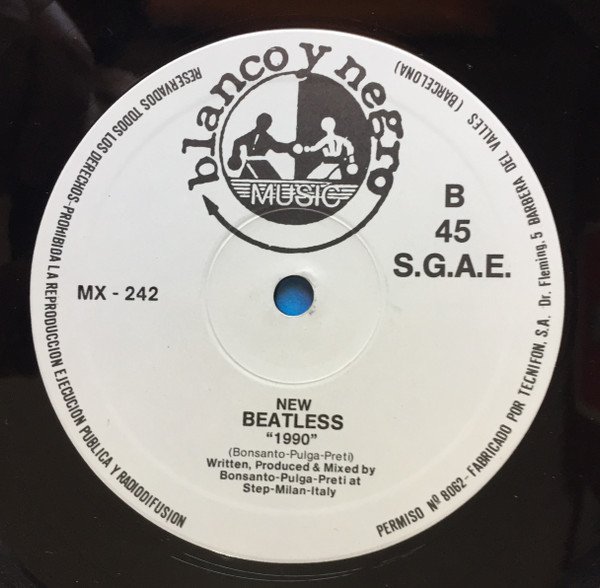 blanco y negro
MUSIC
B
45
S.G.A.E.
MX - 242
NEW
BEATLESS
"1990"
(Bonsanto-Pulga-Preti)
Written, Produced & Mixed by
Bonsanto-Pulga-Preti at
Step-Milan-Italy
RESERVADOS TODOS LOS DERECHOS-PROHIBIDA LA REPRODUCCION EJECUCION PUBLICA Y RADIODIFUSION
PERMISO Nº 8062- FABRICADO POR TECNIFON, S.A. Dr. Fleming, 5 BARBERA DEL VALLES (BARCELONA)